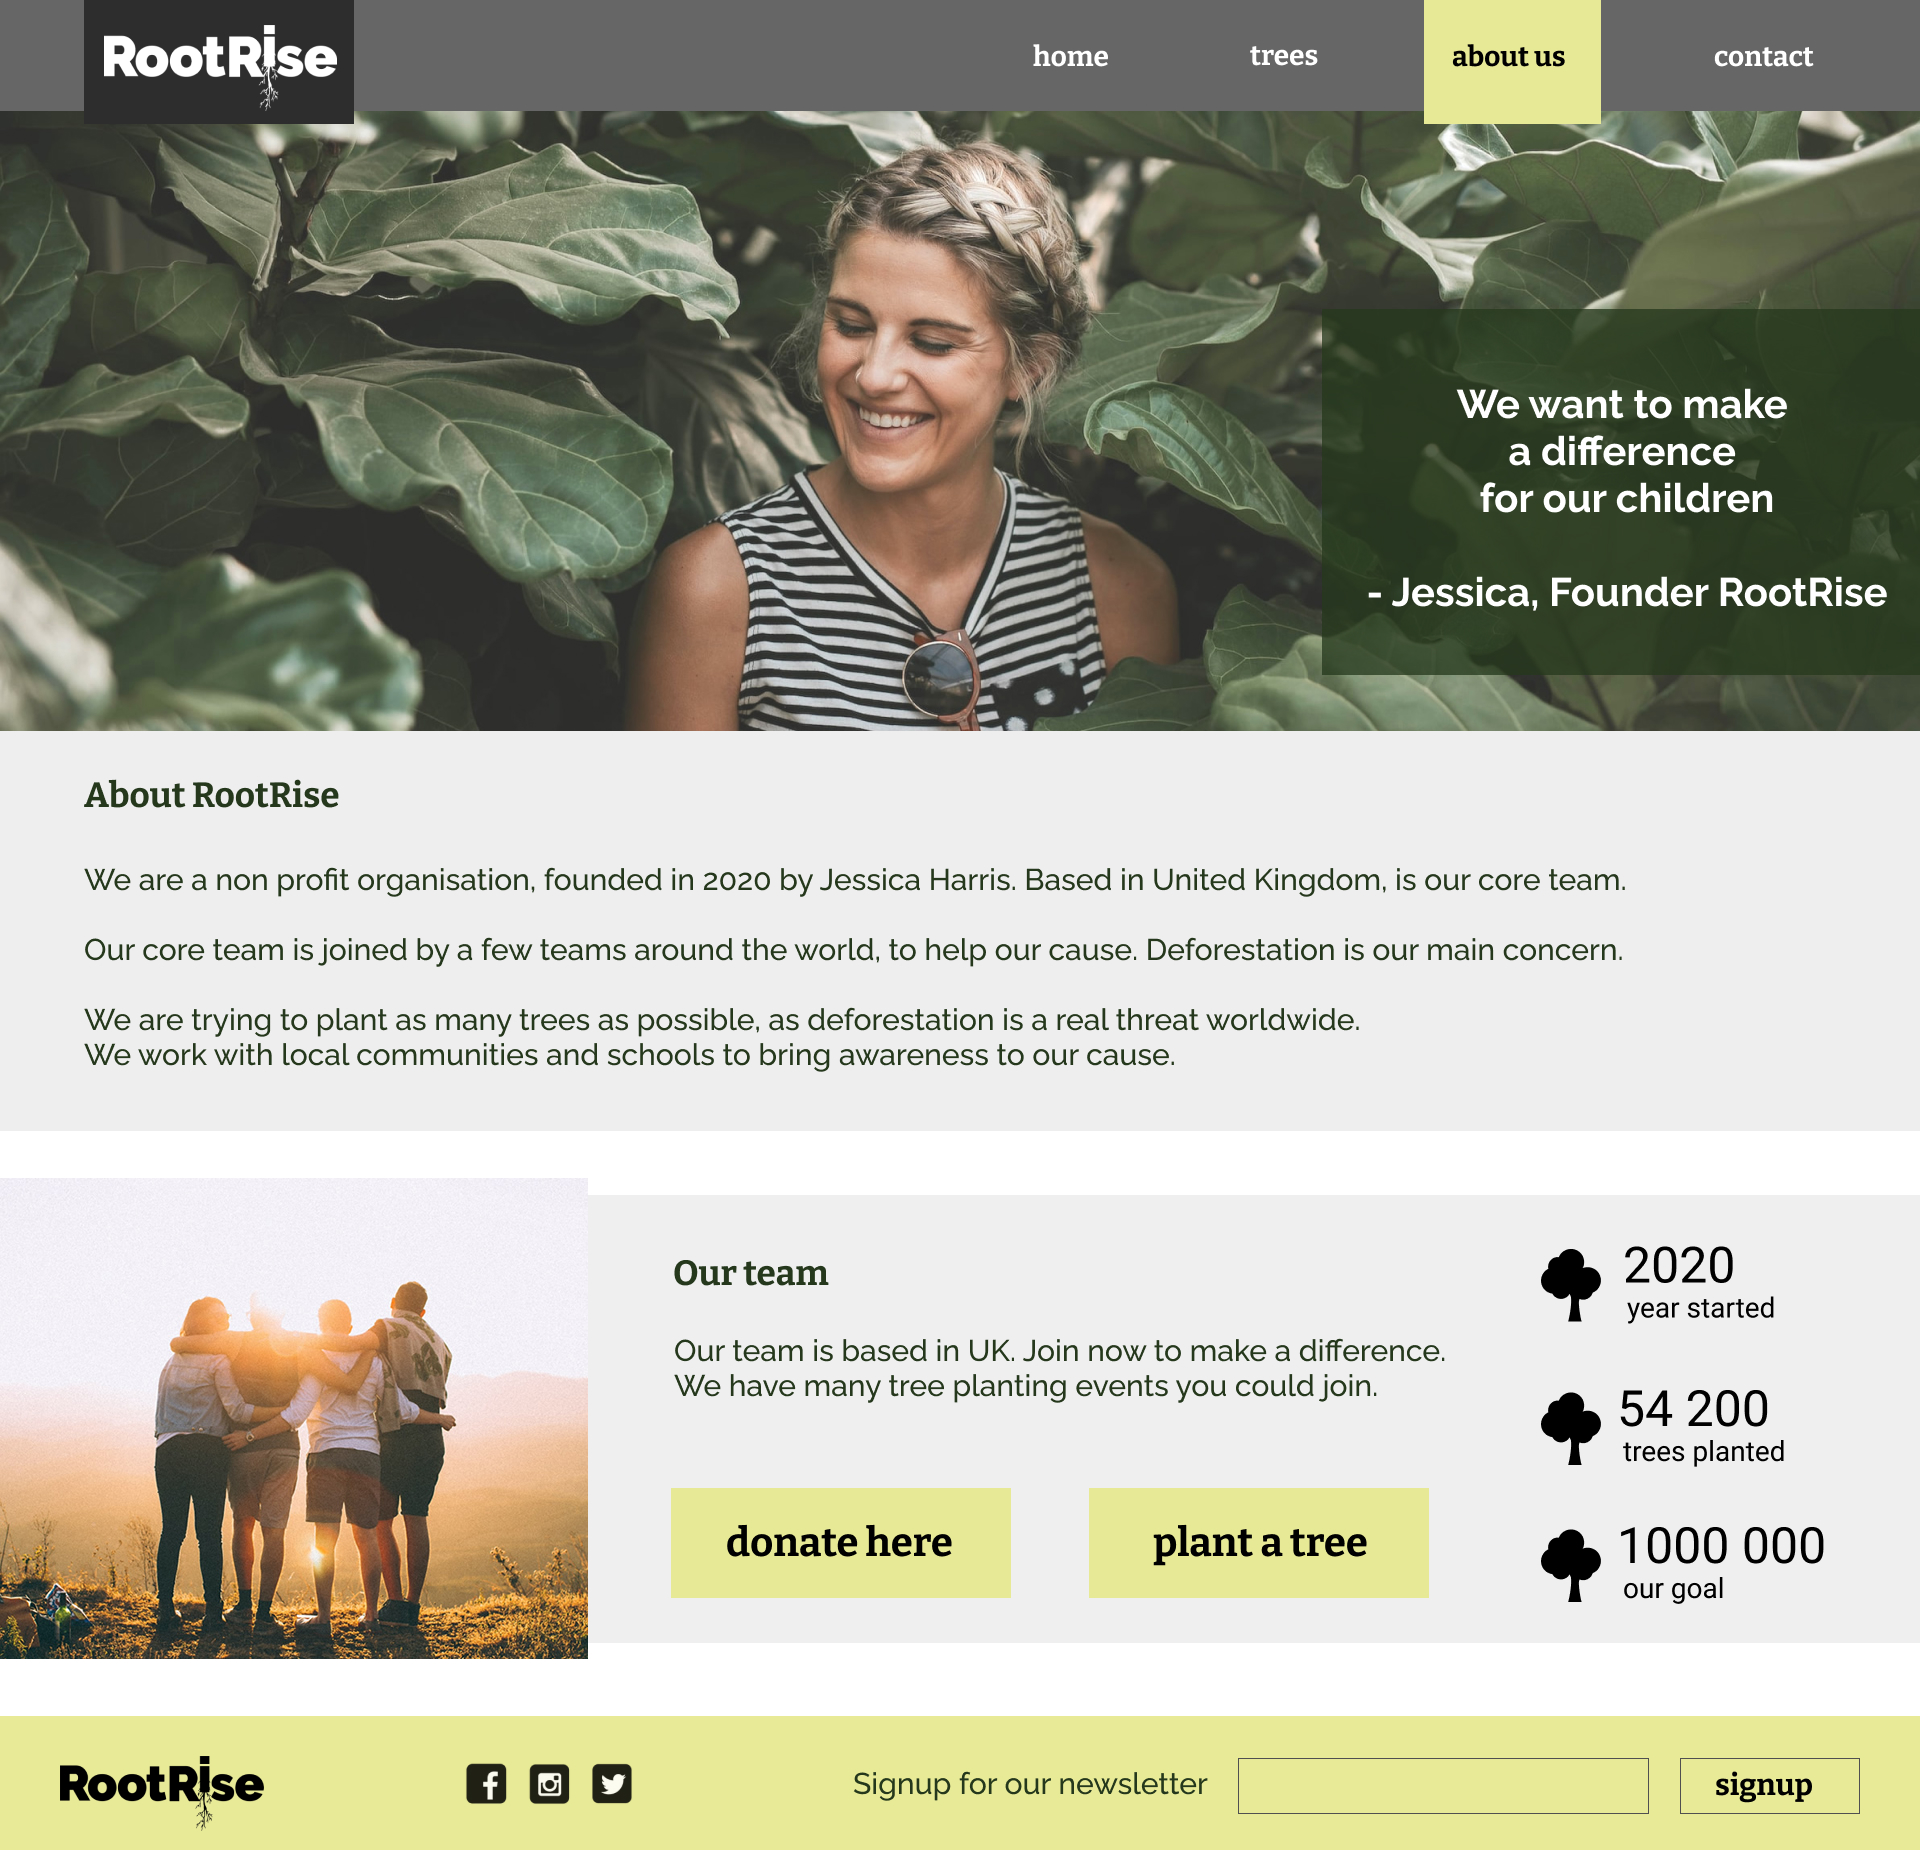 RootRise
home
trees
about us
contact
We want to make
a difference
for our children
- Jessica, Founder RootRise
About RootRise
We are a non profit organisation, founded in 2020 by Jessica Harris. Based in United Kingdom, is our core team.
Our core team is joined by a few teams around the world, to help our cause. Deforestation is our main concern.
We are trying to plant as many trees as possible, as deforestation is a real threat worldwide.
We work with local communities and schools to bring awareness to our cause.
Our team
Our team is based in UK. Join now to make a difference.
We have many tree planting events you could join.
donate here
plant a tree
2020
year started
54 200
trees planted
1000 000
our goal
RootRise
Signup for our newsletter
signup